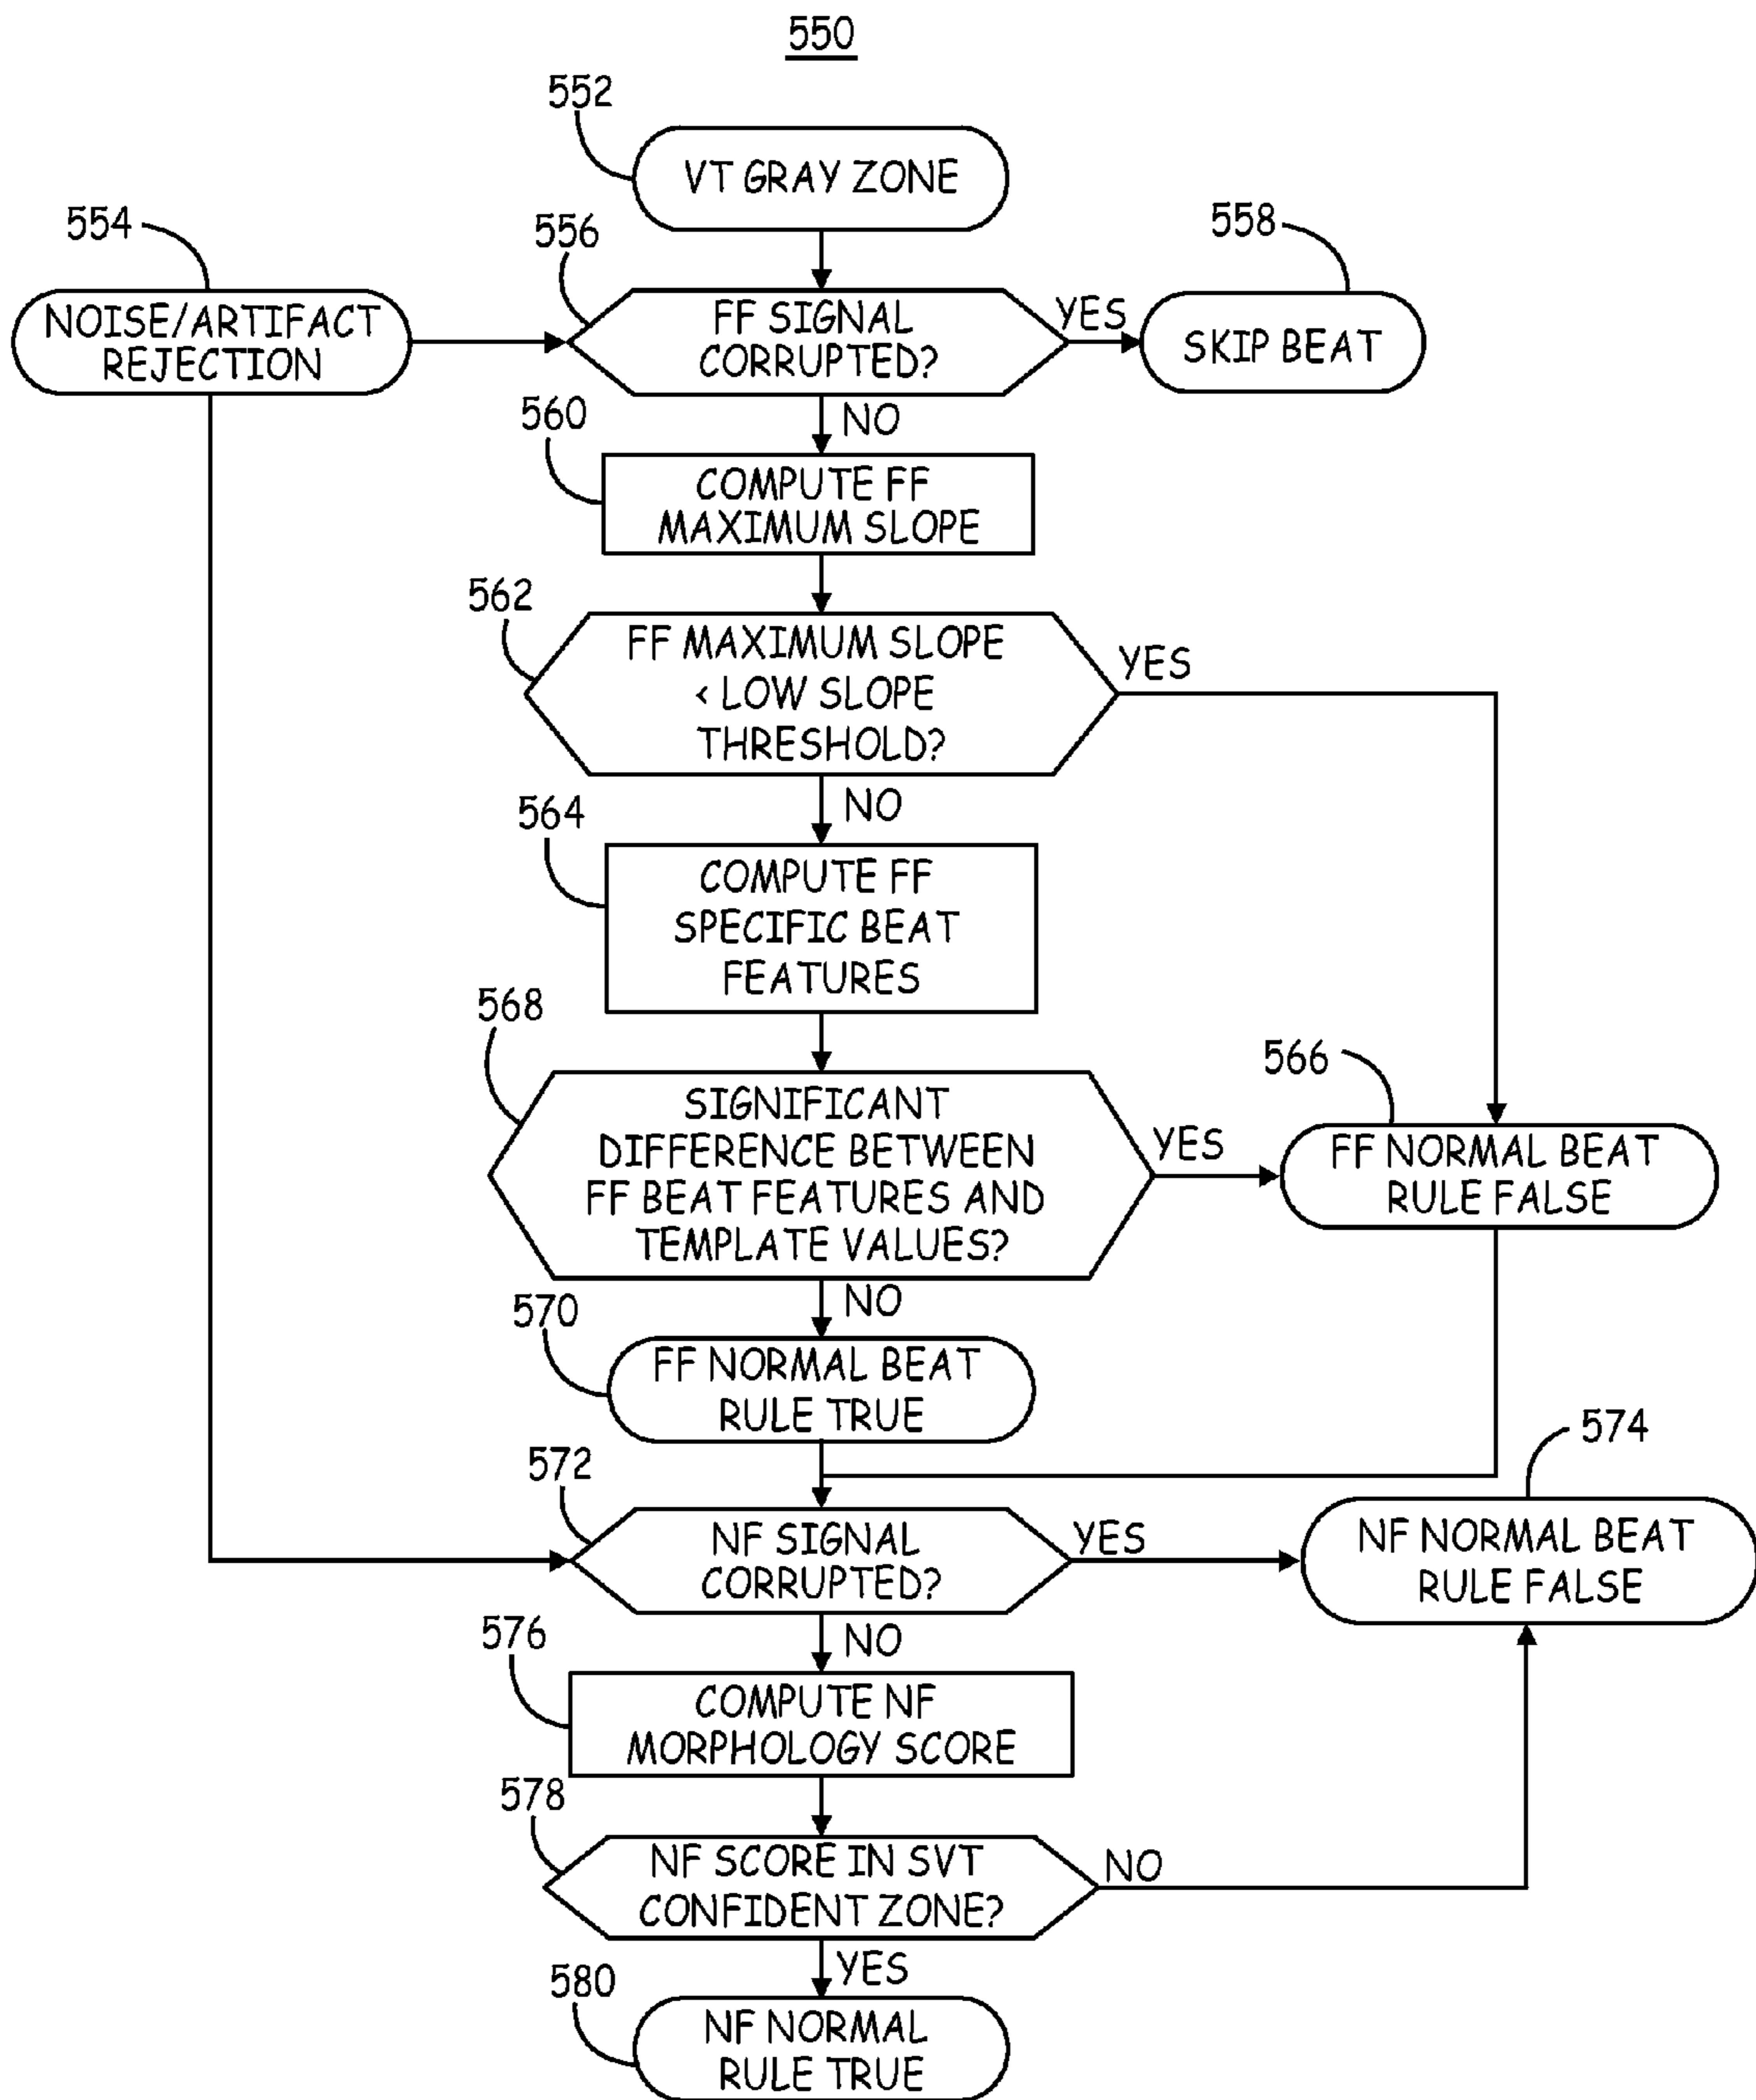 550
552
VT GRAY ZONE
554
NOISE/ARTIFACT
REJECTION
556
FF SIGNAL
CORRUPTED?
YES
558
SKIP BEAT
NO
560
COMPUTE FF
MAXIMUM SLOPE
562
FF MAXIMUM SLOPE
< LOW SLOPE
THRESHOLD?
YES
NO
564
COMPUTE FF
SPECIFIC BEAT
FEATURES
568
SIGNIFICANT
DIFFERENCE BETWEEN
FF BEAT FEATURES AND
TEMPLATE VALUES?
YES
566
FF NORMAL BEAT
RULE FALSE
NO
570
FF NORMAL BEAT
RULE TRUE
572
NF SIGNAL
CORRUPTED?
YES
574
NF NORMAL BEAT
RULE FALSE
NO
576
COMPUTE NF
MORPHOLOGY SCORE
578
NF SCORE IN SVT
CONFIDENT ZONE?
NO
YES
580
NF NORMAL
RULE TRUE